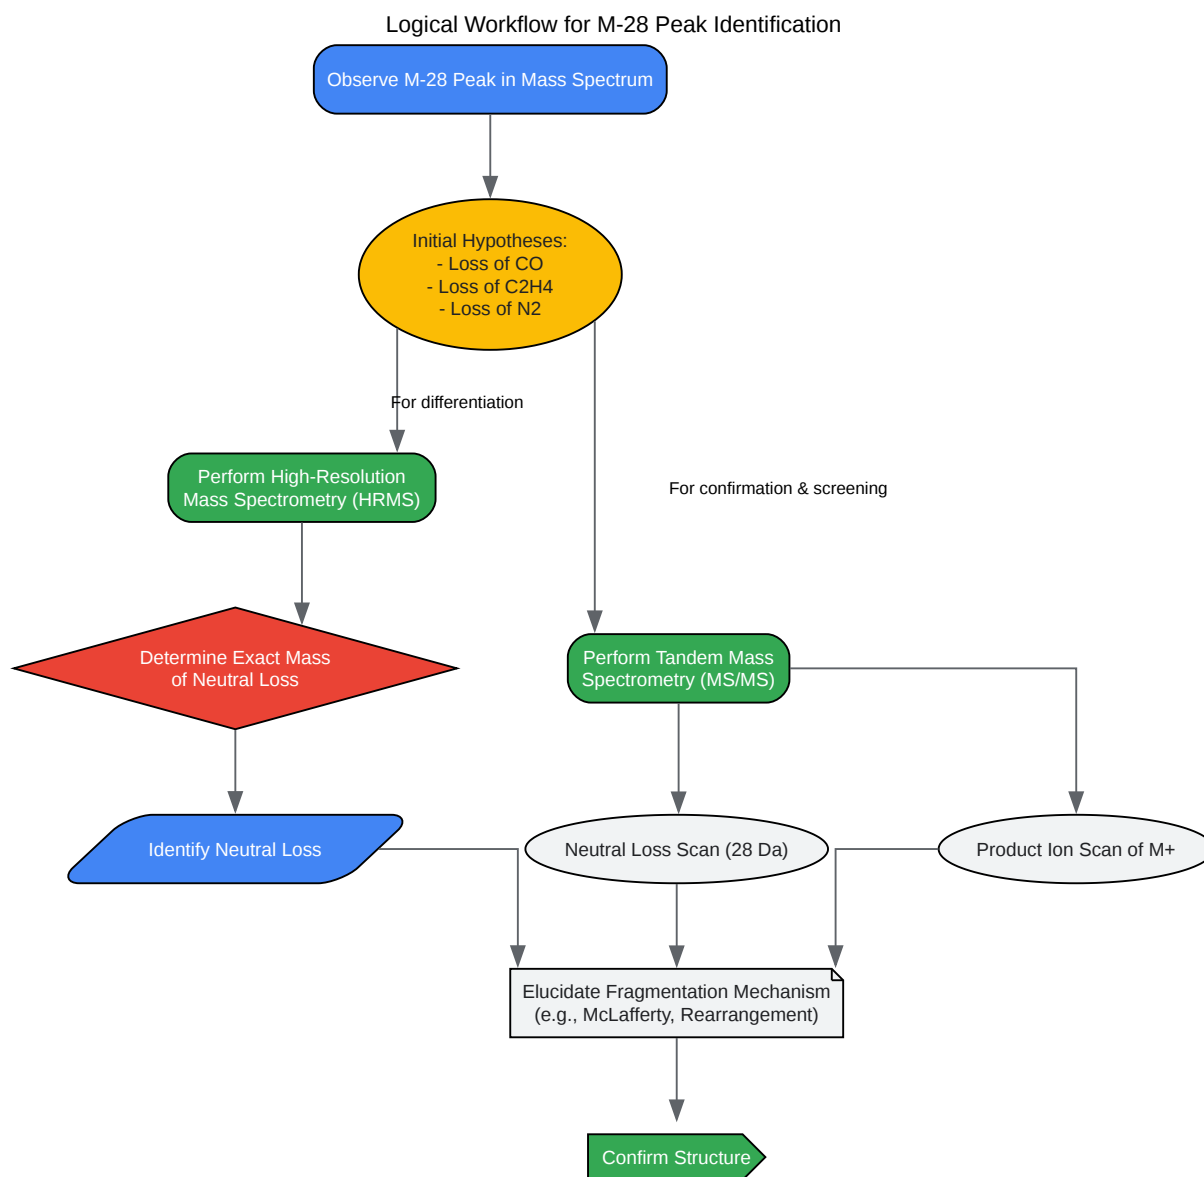 Logical Workflow for M-28 Peak Identification
Observe M-28 Peak in Mass Spectrum
Initial Hypotheses:
- Loss of CO
- Loss of C2H4
- Loss of N2
For differentiation
Perform High-Resolution
Mass Spectrometry (HRMS)
For confirmation & screening
Determine Exact Mass
of Neutral Loss
Perform Tandem Mass
Spectrometry (MS/MS)
Identify Neutral Loss
Neutral Loss Scan (28 Da)
Product Ion Scan of M+
Elucidate Fragmentation Mechanism
(e.g., McLafferty, Rearrangement)
Confirm Structure